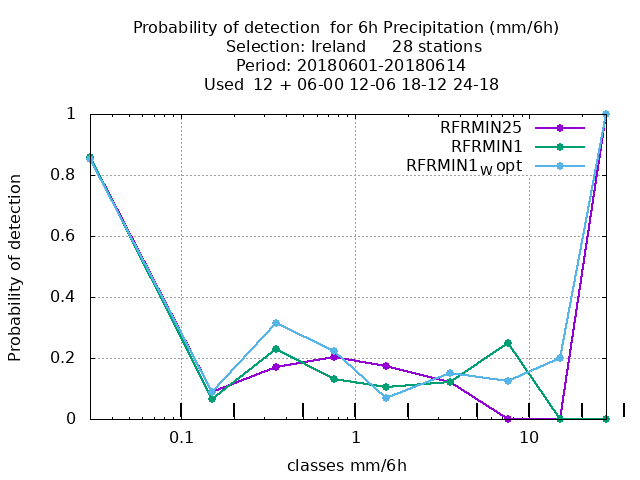 Probability of detection  for 6h Precipitation (mm/6h)
Selection: Ireland     28 stations
Period: 20180601-20180614
Used  12 + 06-00 12-06 18-12 24-18
RFRMIN25
RFRMIN1
RFRMIN1W opt
Probability of detection
1
0.8
0.6
0.4
0.2
0
0.1
1
10
classes mm/6h